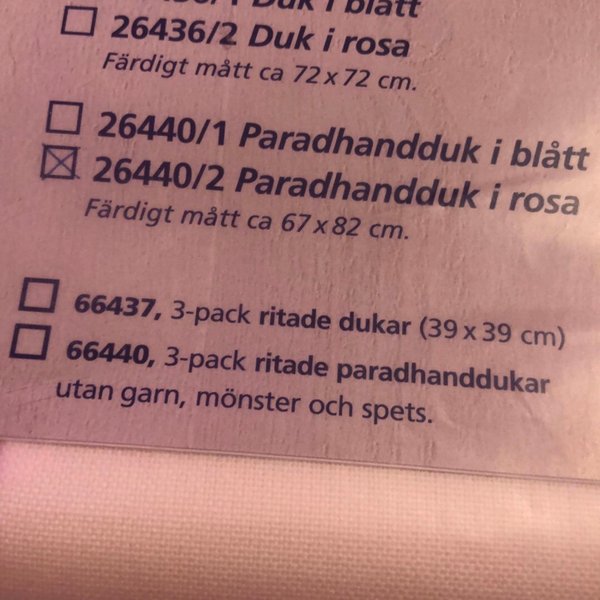 Duk i blått
26436/2 Duk i rosa
Färdigt mått ca 72 x 72 cm.
26440/1 Paradhandduk i blått
26440/2 Paradhandduk i rosa
Färdigt mått ca 67 x 82 cm.
66437, 3-pack ritade dukar (39 x 39 cm)
66440, 3-pack ritade paradhanddukar
utan garn, mönster och spets.